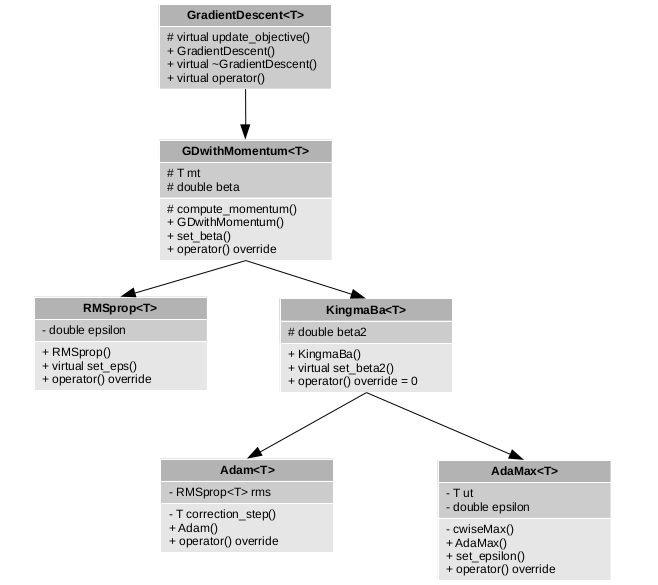 GradientDescent<T>
# virtual update_objective()
+ GradientDescent()
+ virtual ~GradientDescent()
+ virtual operator()
GDwithMomentum<T>
# T mt
# double beta
# compute_momentum()
+ GDwithMomentum()
+ set_beta()
+ operator() override
RMSprop<T>
- double epsilon
+ RMSprop()
+ virtual set_eps()
+ operator() override
KingmaBa<T>
# double beta2
+ KingmaBa()
+ virtual set_beta2()
+ operator() override = 0
Adam<T>
- RMSprop<T> rms
- T correction_step()
+ Adam()
+ operator() override
AdaMax<T>
- T ut
- double epsilon
- cwiseMax()
+ AdaMax()
+ set_epsilon()
+ operator() override